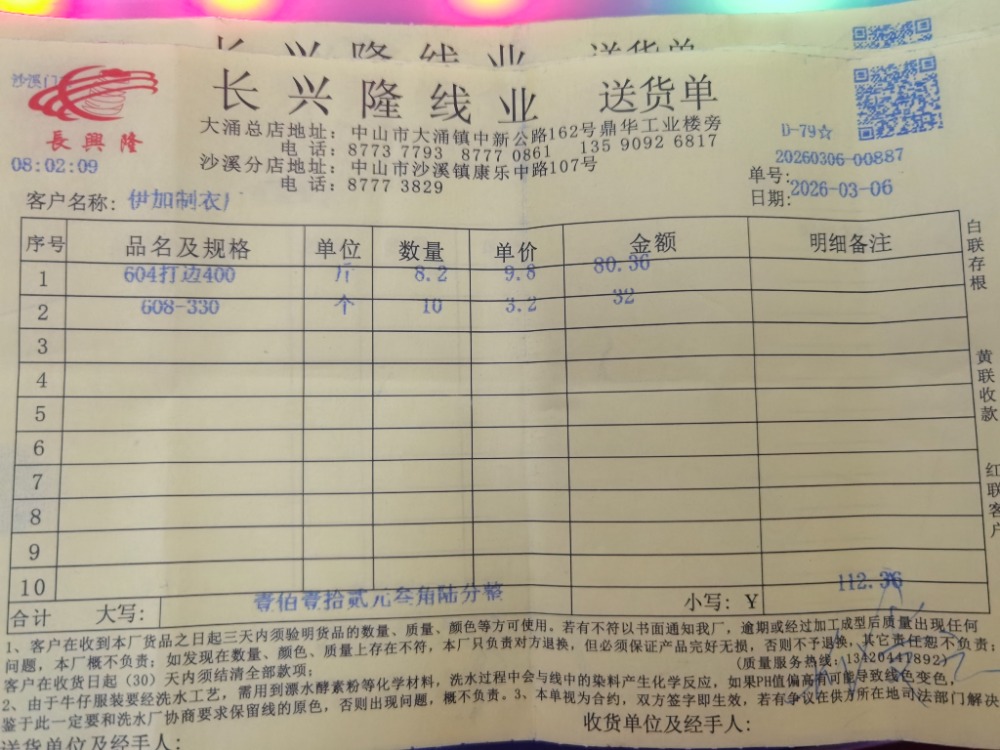 长兴隆线业 送货单
沙溪门
長興隆
08:02:09
大涌总店地址：中山市大涌镇中新公路162号鼎华工业楼旁
电 话：8773 7793 8777 0861 135 9092 6817
沙溪分店地址：中山市沙溪镇康乐中路107号
电 话：8777 3829
D-79☆
单号：20260306-00887
日期：2026-03-06
客户名称：伊加制衣厂
序号 品名及规格 单位 数量 单价 金额 明细备注
1 604打边400 斤 8.2 9.8 80.36
2 608-330 个 10 3.2 32
3
4
5
6
7
8
9
10
合计 大写：壹佰壹拾贰元叁角陆分整 小写：Y 112.36
白联存根
黄联收款
红联客户
1、客户在收到本厂货品之日起三天内须验明货品的数量、质量、颜色等方可使用。若有不符以书面通知我厂，逾期或经过加工成型后质量出现任何
问题，本厂概不负责；如发现在数量、颜色、质量上存在不符，本厂只负责对方退换，但必须保证产品完好无损，否则不予退换，其它责任恕不负责；
客户在收货日起（30）天内须结清全部款项；
（质量服务热线：13420441892）
2、由于牛仔服装要经洗水工艺，需用到漂水酵素粉等化学材料，洗水过程中会与线中的染料产生化学反应，如果PH值偏高有可能导致线色变色，
鉴于此一定要和洗水厂协商要求保留线的原色，否则出现问题，概不负责。3、本单视为合约，双方签字即生效，若有争议在供方所在地司法部门解决
送货单位及经手人：
收货单位及经手人：